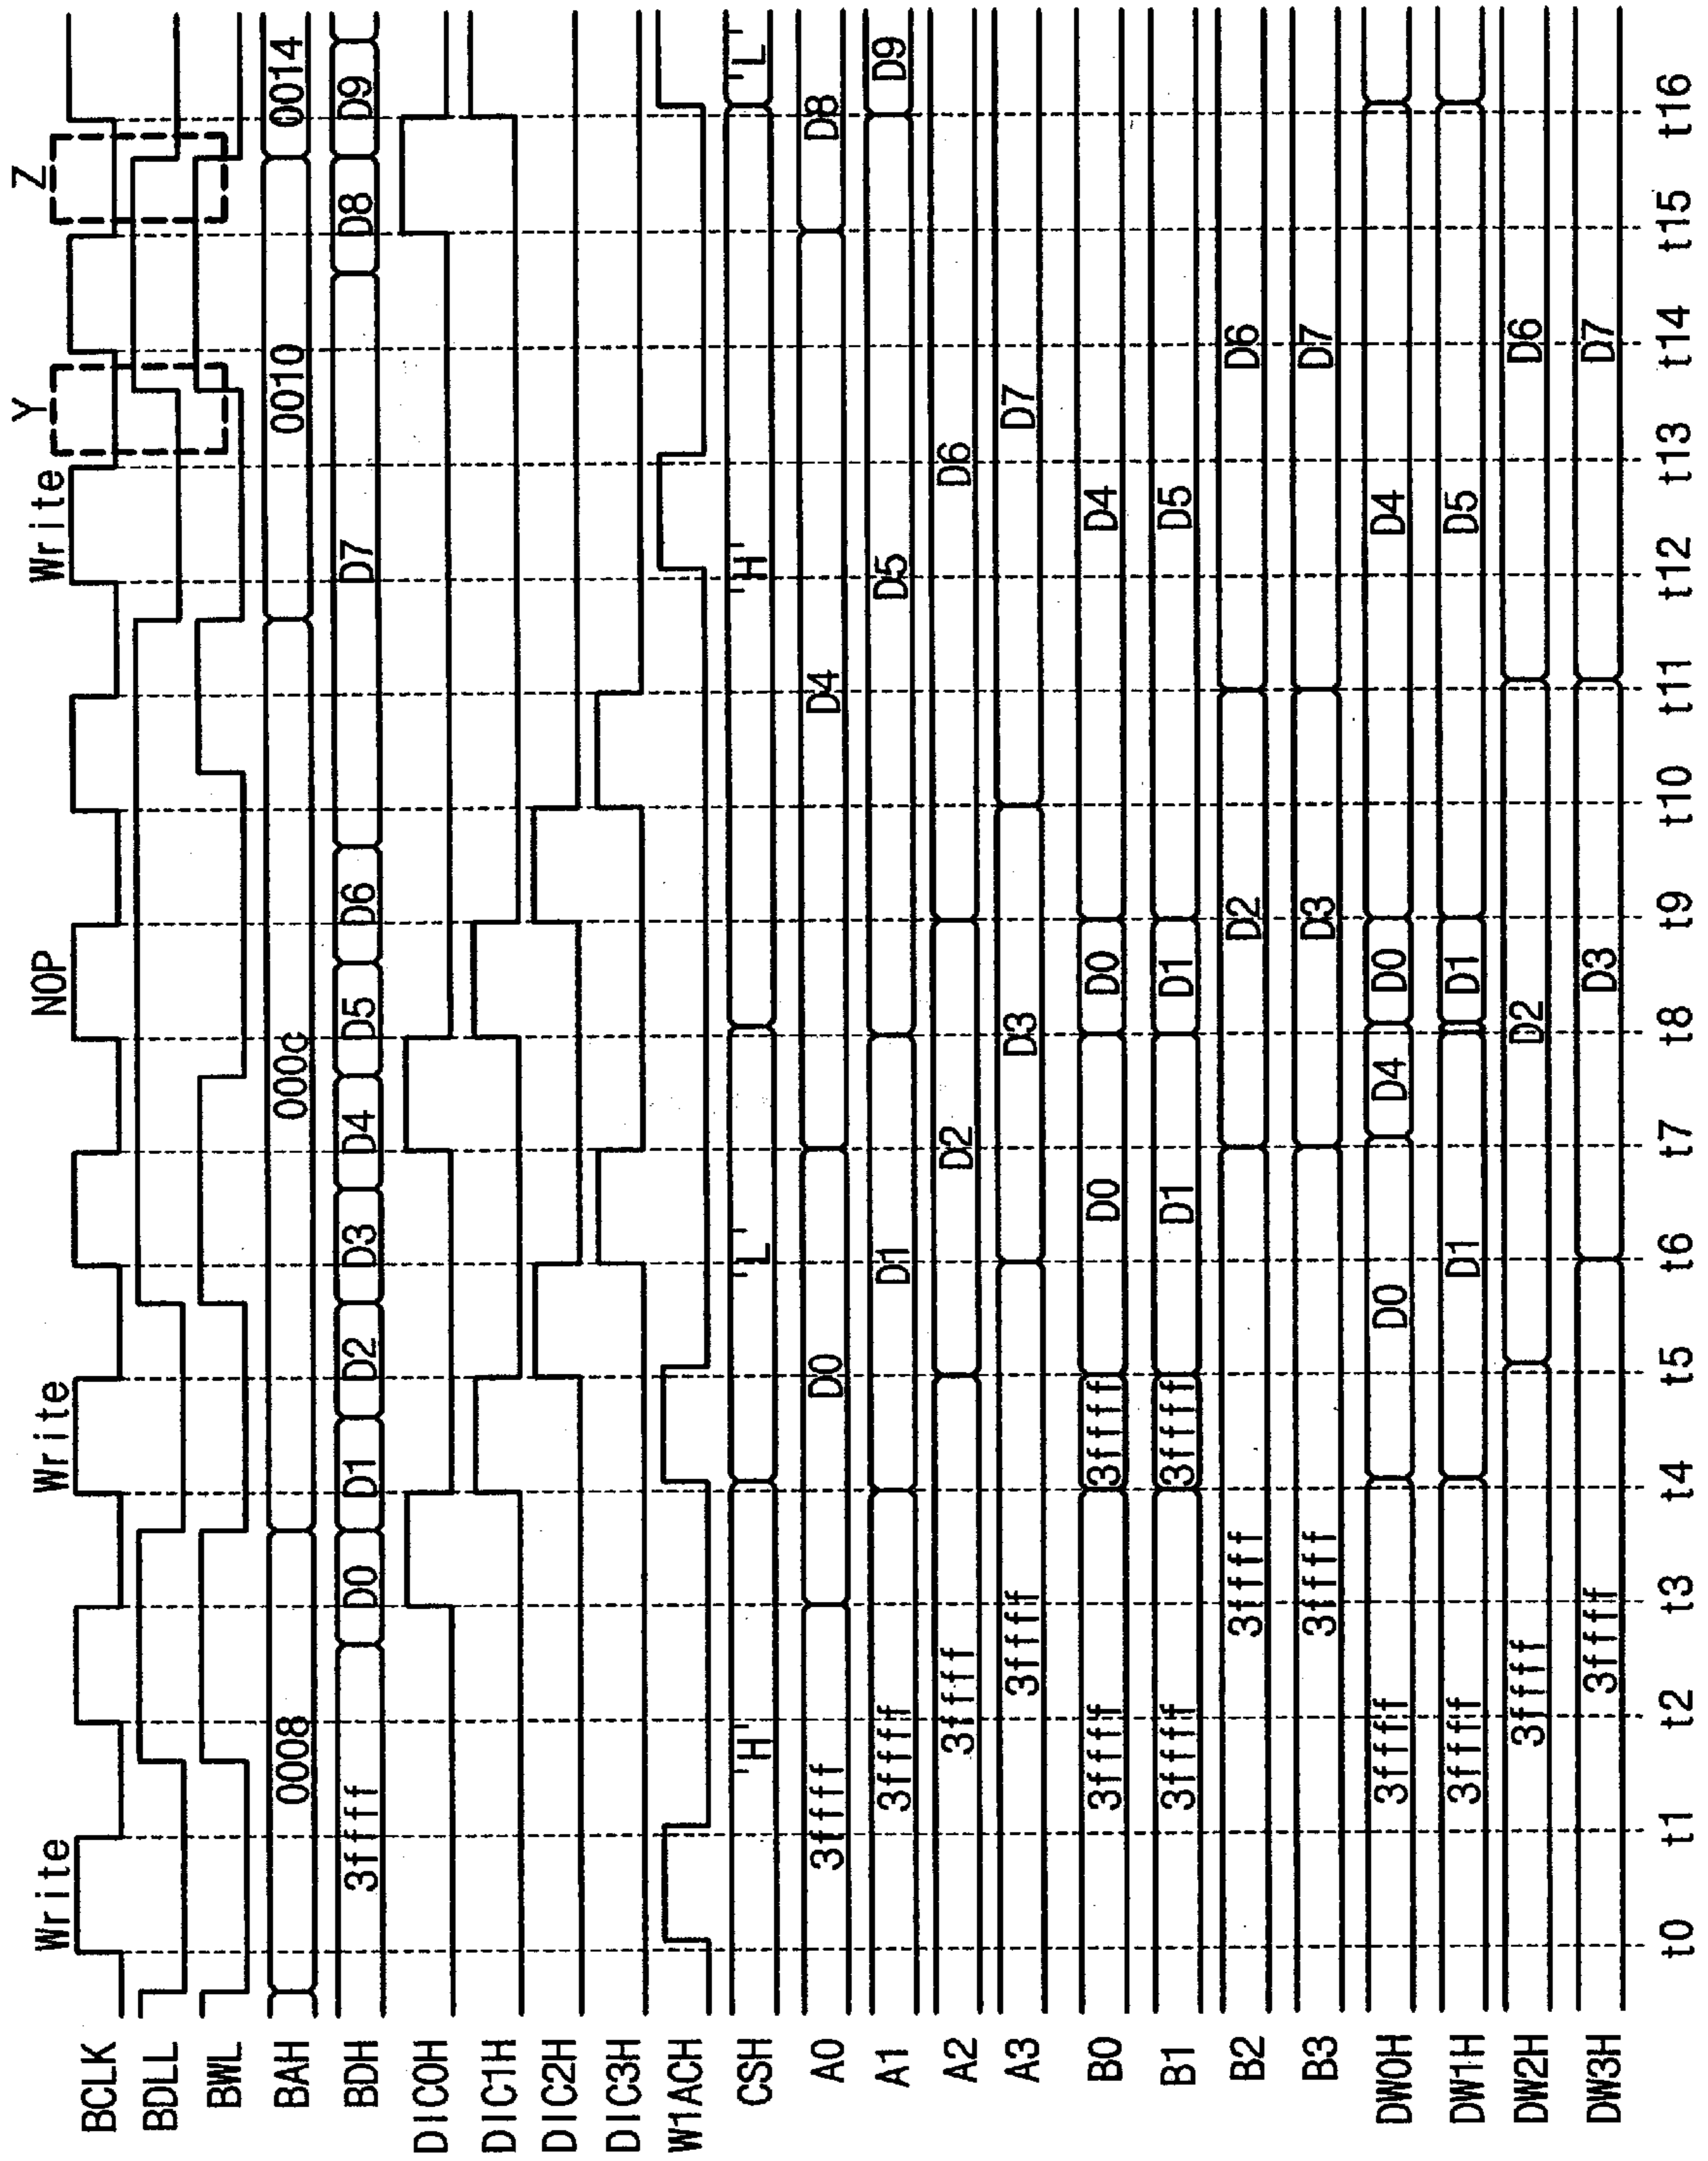 Write Write NOP Write Y Z
BCLK
BDLL
BWL
BAH 0008 000c 0010 0014
BDH 3ffff D0 D1 D2 D3 D4 D5 D6 D7 D8 D9
DIC0H
DIC1H
DIC2H
DIC3H
W1ACH
CSH 'H' 'L' 'H' 'L'
A0 3ffff D0 D4 D8
A1 3ffff D1 D5 D9
A2 3ffff D2 D6
A3 3ffff D3 D7
B0 3ffff 3ffff D0 D0 D4
B1 3ffff 3ffff D1 D1 D5
B2 3ffff D2 D6
B3 3ffff D3 D7
DW0H 3ffff D0 D4 D0 D4
DW1H 3ffff D1 D1 D5
DW2H 3ffff D2 D6
DW3H 3ffff D3 D7
t0 t1 t2 t3 t4 t5 t6 t7 t8 t9 t10 t11 t12 t13 t14 t15 t16